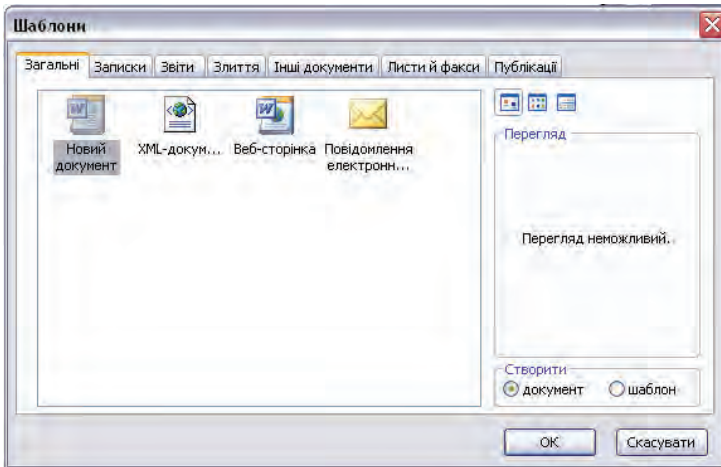 Шаблони
Загальні Записки Звіти Злиття Інші документи Листи й факси Публікації
Новий документ
XML-докум...
Веб-сторінка
Повідомлення електронн...
Перегляд
Перегляд неможливий.
Створити
документ шаблон
ОК Скасувати